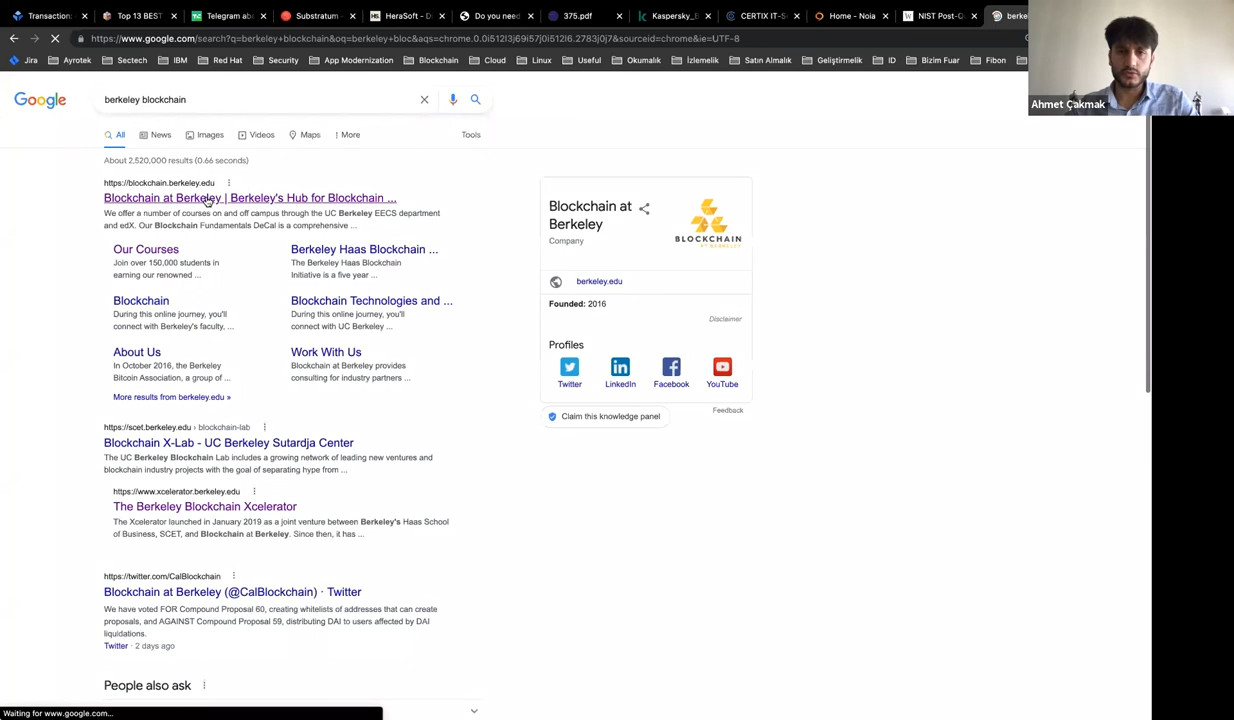 Transaction:
Top 13 BEST
Telegram abo
Substratum -
HeraSoft - D
Do you need
375.pdf
Kaspersky_B
CERTIX IT-S
Home - Noia
NIST Post-Q
berke
https://www.google.com/search?q=berkeley+blockchain&oq=berkeley+bloc&aqs=chrome.0.0i512l3j69i57j0i512l6.2783j0j7&sourceid=chrome&ie=UTF-8
Jira Ayrotek Sectech IBM Red Hat Security App Modernization Blockchain Cloud Linux Useful Okumalık İzlemelik Satın Almalık Geliştirmelik ID Bizim Fuar Fibon
Ahmet Çakmak
Google
berkeley blockchain
All News Images Videos Maps More Tools
About 2,520,000 results (0.66 seconds)
https://blockchain.berkeley.edu
Blockchain at Berkeley | Berkeley's Hub for Blockchain ...
We offer a number of courses on and off campus through the UC Berkeley EECS department
and edX. Our Blockchain Fundamentals DeCal is a comprehensive ...
Our Courses
Join over 150,000 students in
earning our renowned ...
Berkeley Haas Blockchain ...
The Berkeley Haas Blockchain
Initiative is a five year ...
Blockchain
During this online journey, you'll
connect with Berkeley's faculty, ...
Blockchain Technologies and ...
During this online journey, you'll
connect with UC Berkeley ...
About Us
In October 2016, the Berkeley
Bitcoin Association, a group of ...
Work With Us
Blockchain at Berkeley provides
consulting for industry partners ...
More results from berkeley.edu »
https://scet.berkeley.edu › blockchain-lab
Blockchain X-Lab - UC Berkeley Sutardja Center
The UC Berkeley Blockchain Lab includes a growing network of leading new ventures and
blockchain industry projects with the goal of separating hype from ...
https://www.xcelerator.berkeley.edu
The Berkeley Blockchain Xcelerator
The Xcelerator launched in January 2019 as a joint venture between Berkeley's Haas School
of Business, SCET, and Blockchain at Berkeley. Since then, it has ...
https://twitter.com/CalBlockchain
Blockchain at Berkeley (@CalBlockchain) · Twitter
We have voted FOR Compound Proposal 60, creating whitelists of addresses that can create
proposals, and AGAINST Compound Proposal 59, distributing DAI to users affected by DAI
liquidations.
Twitter · 2 days ago
People also ask
Blockchain at
Berkeley
Company
BLOCKCHAIN
AT BERKELEY
berkeley.edu
Founded: 2016
Disclaimer
Profiles
Twitter LinkedIn Facebook YouTube
Claim this knowledge panel
Feedback
Waiting for www.google.com...